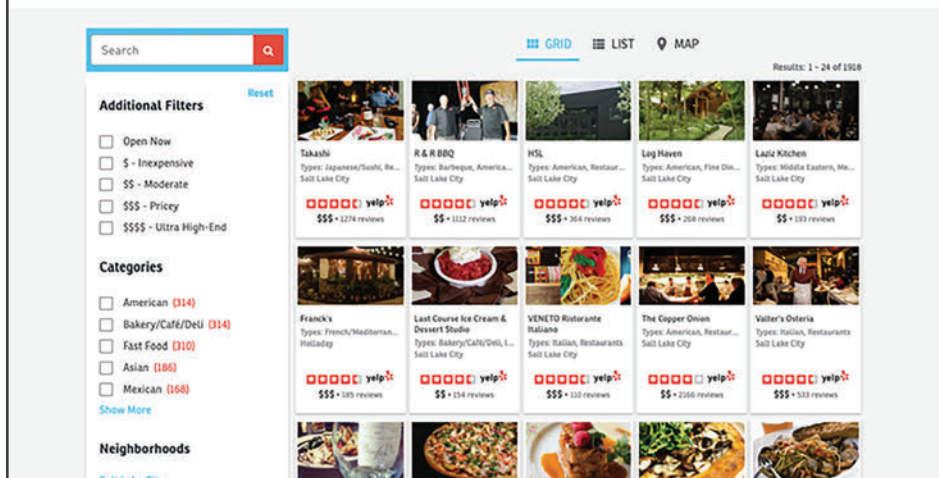 Search
GRID
LIST
MAP
Results: 1 - 24 of 1918
Reset
Additional Filters
Open Now
$ - Inexpensive
$$ - Moderate
$$$ - Pricey
$$$$ - Ultra High-End
Categories
American (314)
Bakery/Café/Deli (314)
Fast Food (310)
Asian (186)
Mexican (168)
Show More
Neighborhoods
Takashi
Types: Japanese/Sushi, Re...
Salt Lake City
yelp
$$$ • 1274 reviews
R & R BBQ
Types: Barbeque, America...
Salt Lake City
yelp
$$ • 1112 reviews
HSL
Types: American, Restaur...
Salt Lake City
yelp
$$$ • 364 reviews
Log Haven
Types: American, Fine Din...
Salt Lake City
yelp
$$$ • 268 reviews
Laziz Kitchen
Types: Middle Eastern, Me...
Salt Lake City
yelp
$$ • 193 reviews
Franck's
Types: French/Mediterran...
Holladay
yelp
$$$ • 185 reviews
Last Course Ice Cream &
Dessert Studio
Types: Bakery/Café/Deli, I...
Salt Lake City
yelp
$$ • 154 reviews
VENETO Ristorante
Italiano
Types: Italian, Restaurants
Salt Lake City
yelp
$$$ • 110 reviews
The Copper Onion
Types: American, Restaur...
Salt Lake City
yelp
$$ • 2166 reviews
Valter's Osteria
Types: Italian, Restaurants
Salt Lake City
yelp
$$$ • 533 reviews